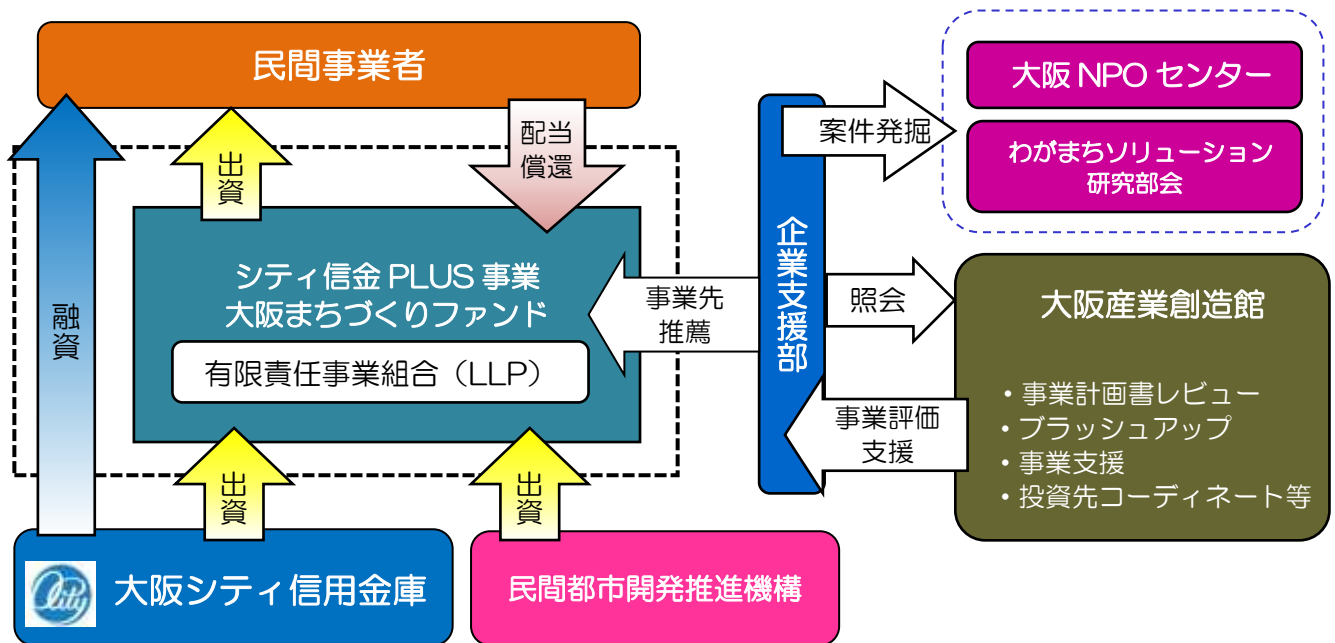 民間事業者
大阪 NPO センター
わがまちソリューション
研究部会
案件発掘
配当
償還
出資
融資
シティ信金 PLUS 事業
大阪まちづくりファンド
有限責任事業組合（LLP）
事業先
推薦
企業支援部
照会
大阪産業創造館
・事業計画書レビュー
・ブラッシュアップ
・事業支援
・投資先コーディネート等
事業評価
支援
出資
出資
City
大阪シティ信用金庫
民間都市開発推進機構